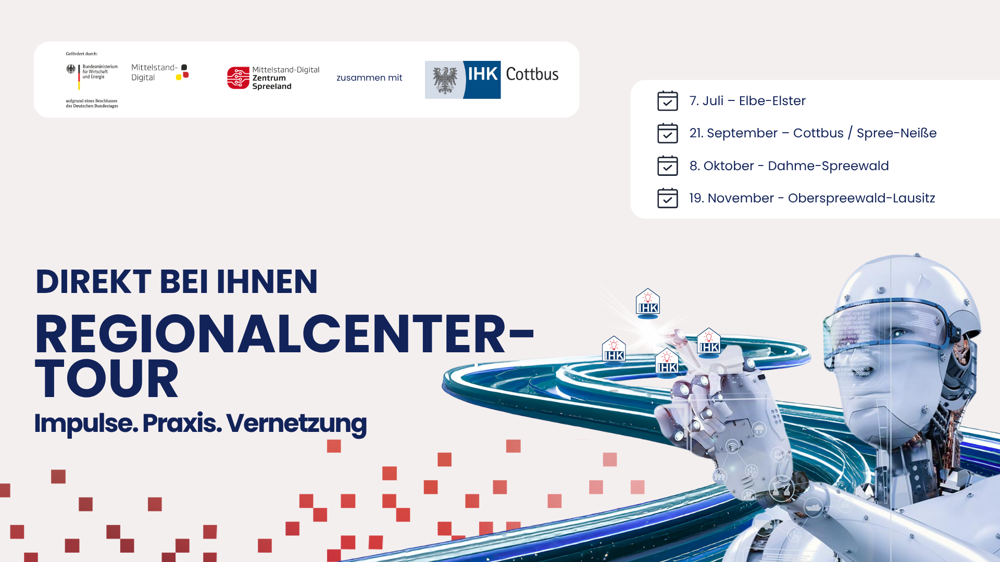 Gefördert durch:
Bundesministerium
für Wirtschaft
und Energie
aufgrund eines Beschlusses
des Deutschen Bundestages
Mittelstand-
Digital
Mittelstand-Digital
Zentrum
Spreeland
zusammen mit
IHK Cottbus
7. Juli – Elbe-Elster
21. September – Cottbus / Spree-Neiße
8. Oktober - Dahme-Spreewald
19. November - Oberspreewald-Lausitz
DIREKT BEI IHNEN
REGIONALCENTER-
TOUR
Impulse. Praxis. Vernetzung
IHK
IHK
IHK
IHK